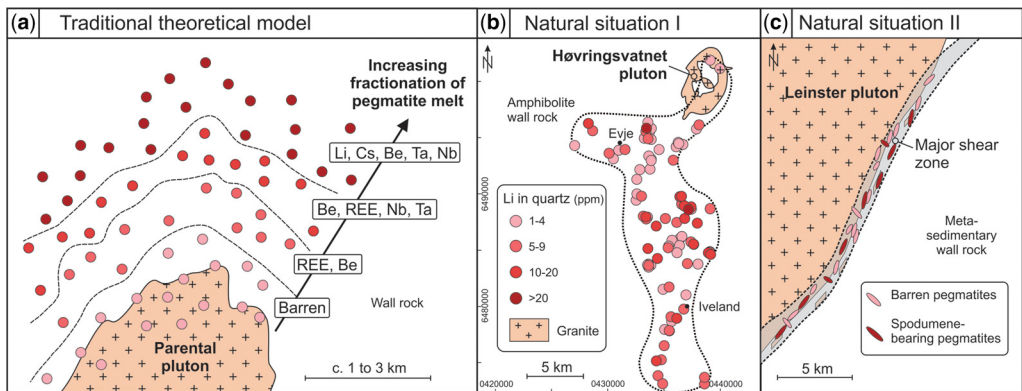 (a) Traditional theoretical model
Increasing
fractionation of
pegmatite melt
Li, Cs, Be, Ta, Nb
Be, REE, Nb, Ta
REE, Be
Barren
Wall rock
Parental
pluton
c. 1 to 3 km
(b) Natural situation I
N
Høvringsvatnet
pluton
Amphibolite
wall rock
Evje
6490000
Li in quartz (ppm)
1-4
5-9
10-20
>20
Granite
Iveland
6480000
5 km
0420000
0430000
0440000
(c) Natural situation II
N
Leinster pluton
Major shear
zone
Meta-
sedimentary
wall rock
Barren pegmatites
Spodumene-
bearing pegmatites
5 km